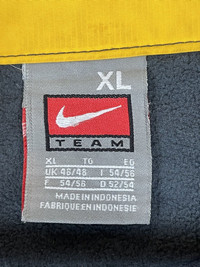 XL
TEAM
XL TG EG
UK 46/48 I 54/56
F 54/56 D 52/54
MADE IN INDONESIA
FABRIQUE EN INDONESIE